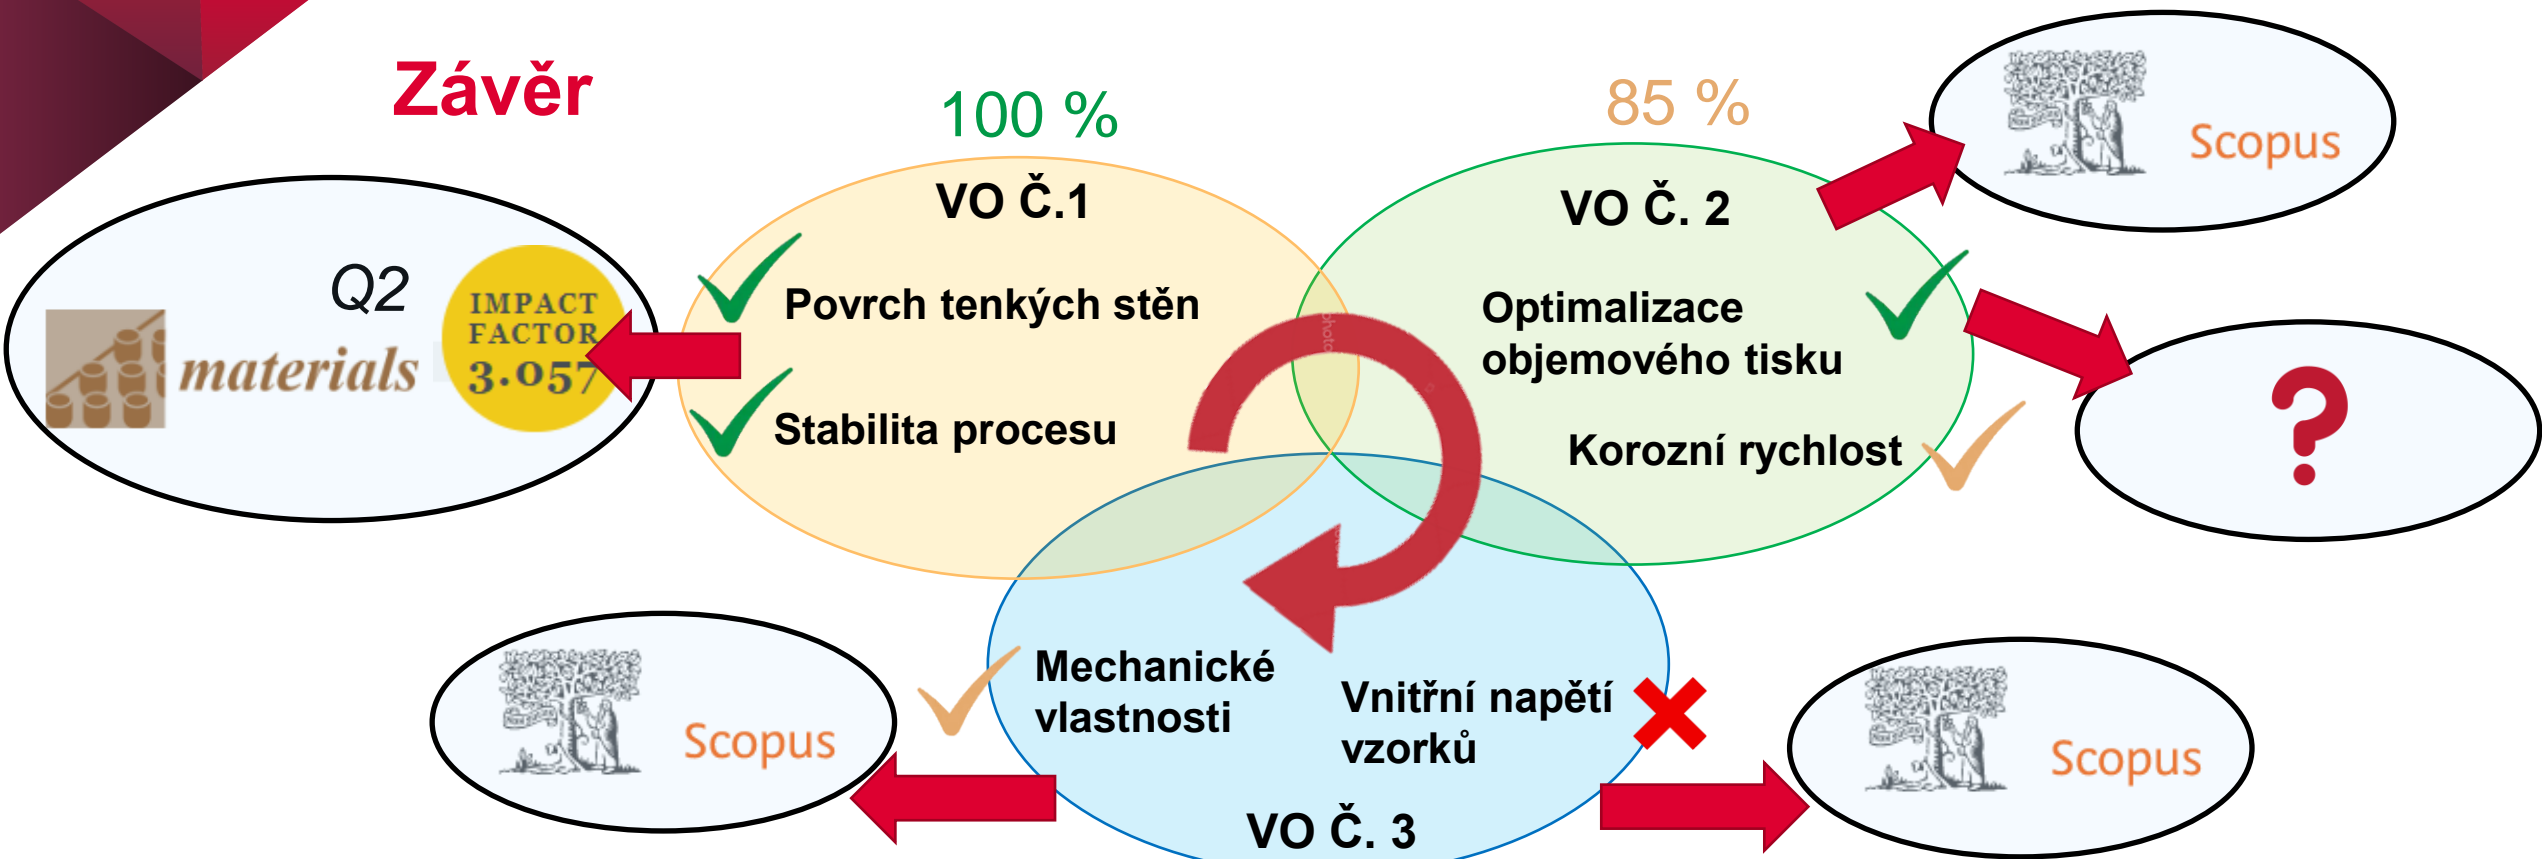 Závěr
100 %
85 %
Scopus
VO Č.1
VO Č. 2
Q2
IMPACT
FACTOR
3.057
materials
Povrch tenkých stěn
Stabilita procesu
Optimalizace
objemového tisku
Korozní rychlost
?
Scopus
Mechanické
vlastnosti
Vnitřní napětí
vzorků
Scopus
VO Č. 3